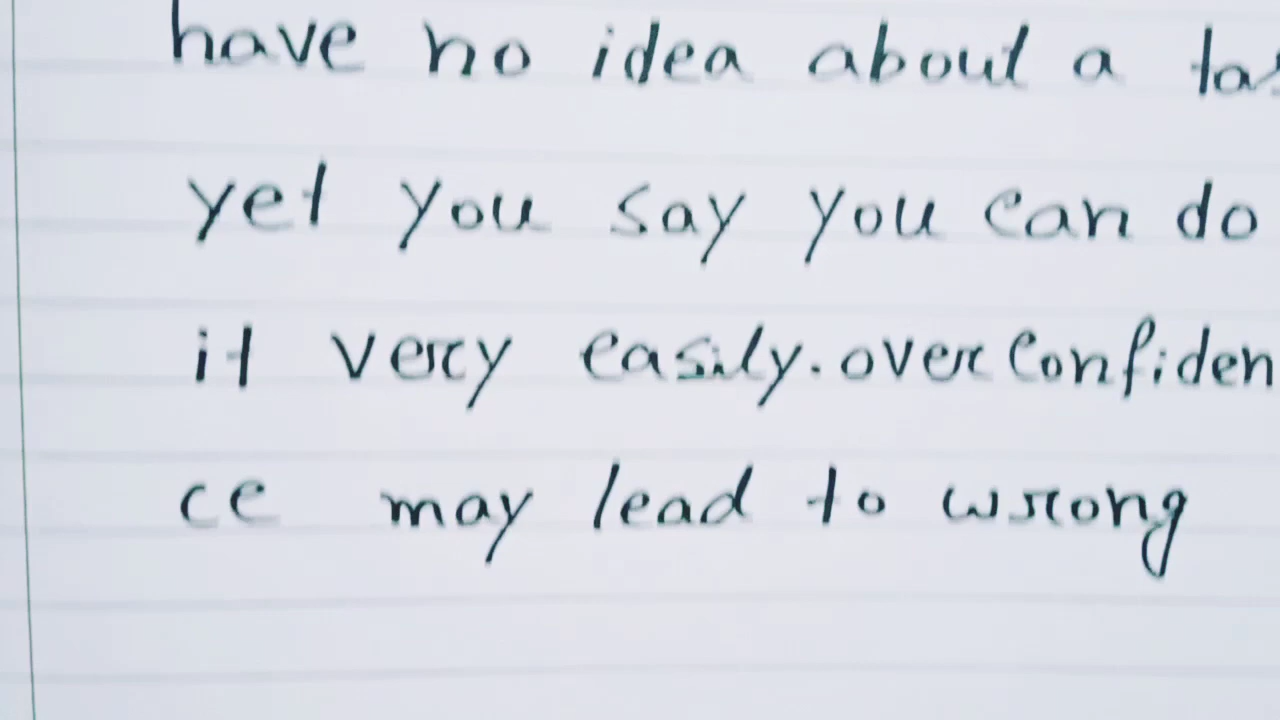 have no idea about a tas
yet you say you can do
it very easily. over confiden
ce may lead to wrong